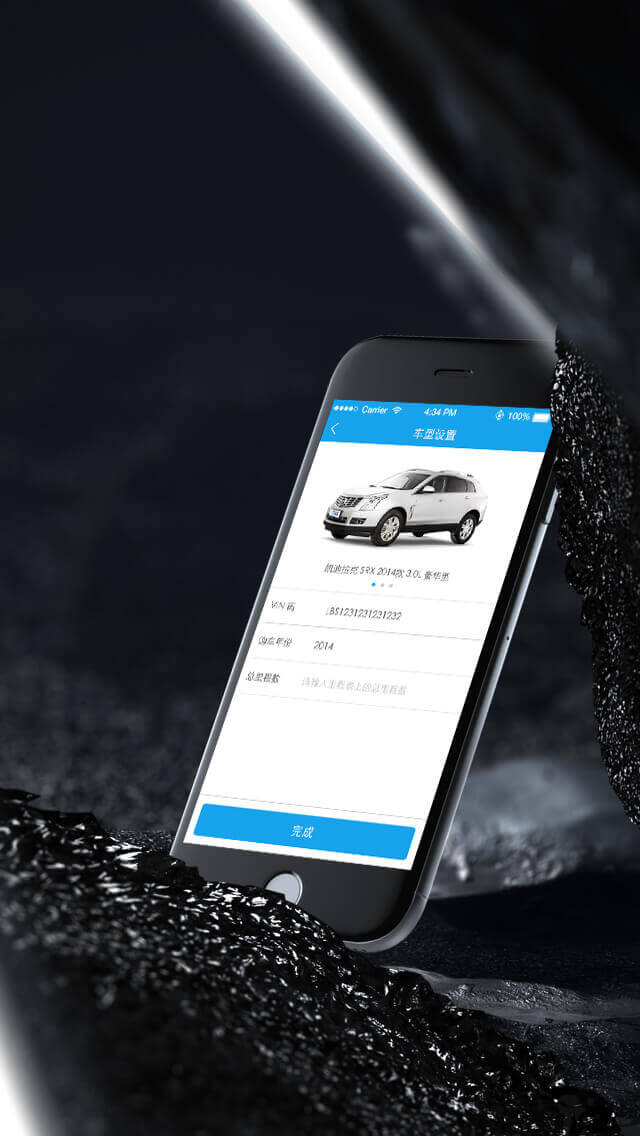 Carrier 4:34 PM 100%
车型设置
凯迪拉克 SRX 2014款 3.0L 豪华型
VIN 码 LBS1231231231232
购车年份 2014
总里程数 请输入里程表上的总里程数
完成